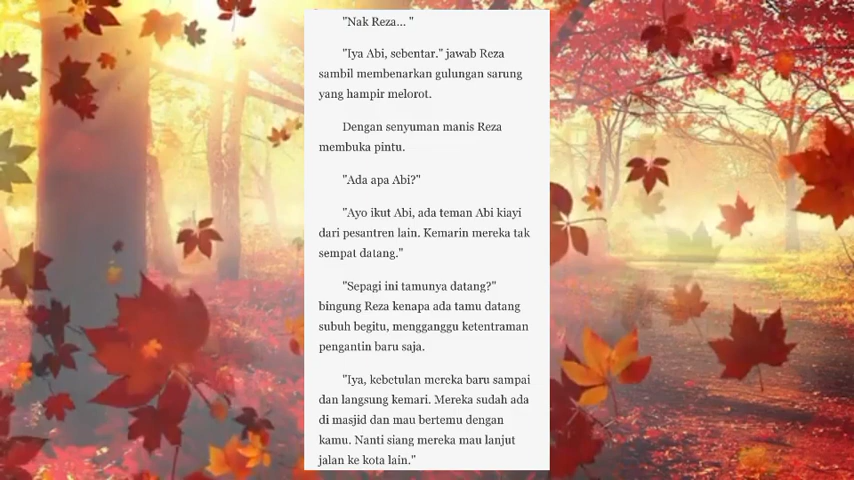 "Nak Reza... "
"Iya Abi, sebentar." jawab Reza
sambil membenarkan gulungan sarung
yang hampir melorot.
Dengan senyuman manis Reza
membuka pintu.
"Ada apa Abi?"
"Ayo ikut Abi, ada teman Abi kiayi
dari pesantren lain. Kemarin mereka tak
sempat datang."
"Sepagi ini tamunya datang?"
bingung Reza kenapa ada tamu datang
subuh begitu, mengganggu ketentraman
pengantin baru saja.
"Iya, kebetulan mereka baru sampai
dan langsung kemari. Mereka sudah ada
di masjid dan mau bertemu dengan
kamu. Nanti siang mereka mau lanjut
jalan ke kota lain."